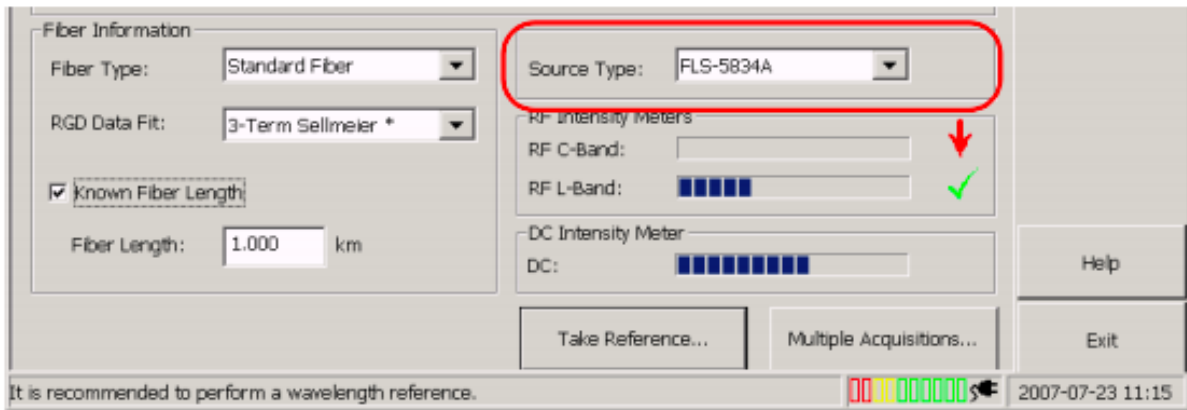 Fiber Information
Fiber Type: Standard Fiber
RGD Data Fit: 3-Term Sellmeier *
Known Fiber Length
Fiber Length: 1.000 km
Source Type: FLS-5834A
RF Intensity Meters
RF C-Band:
RF L-Band:
DC Intensity Meter
DC:
Take Reference...
Multiple Acquisitions...
Help
Exit
It is recommended to perform a wavelength reference.
2007-07-23 11:15